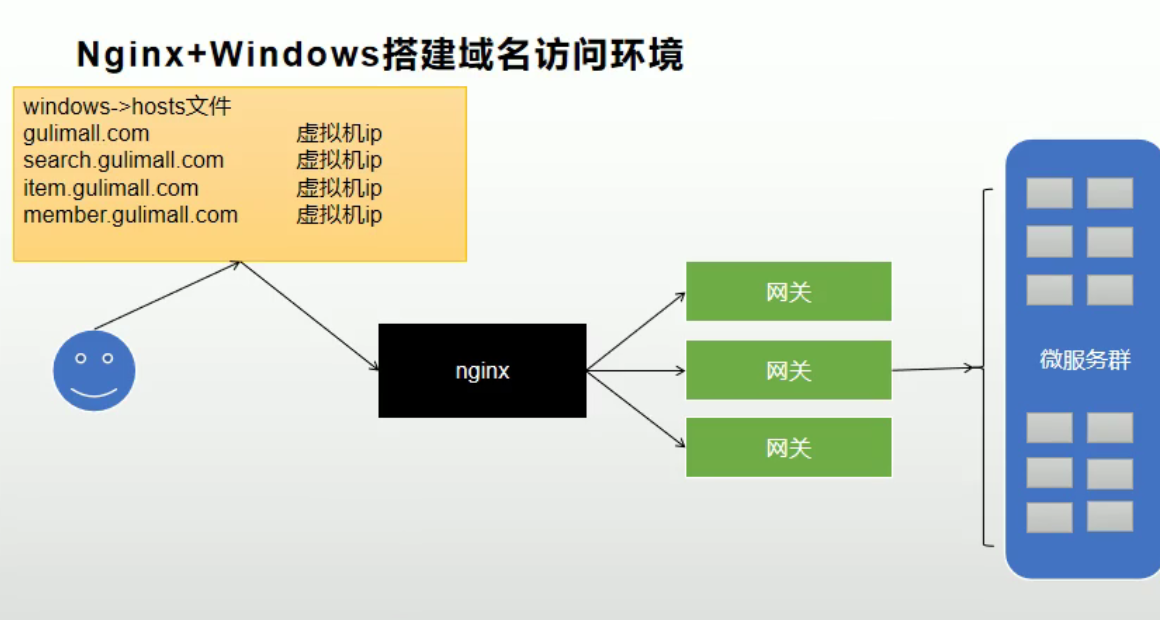 Nginx+Windows搭建域名访问环境
windows->hosts文件
gulimall.com 虚拟机ip
search.gulimall.com 虚拟机ip
item.gulimall.com 虚拟机ip
member.gulimall.com 虚拟机ip
nginx
网关
网关
网关
微服务群